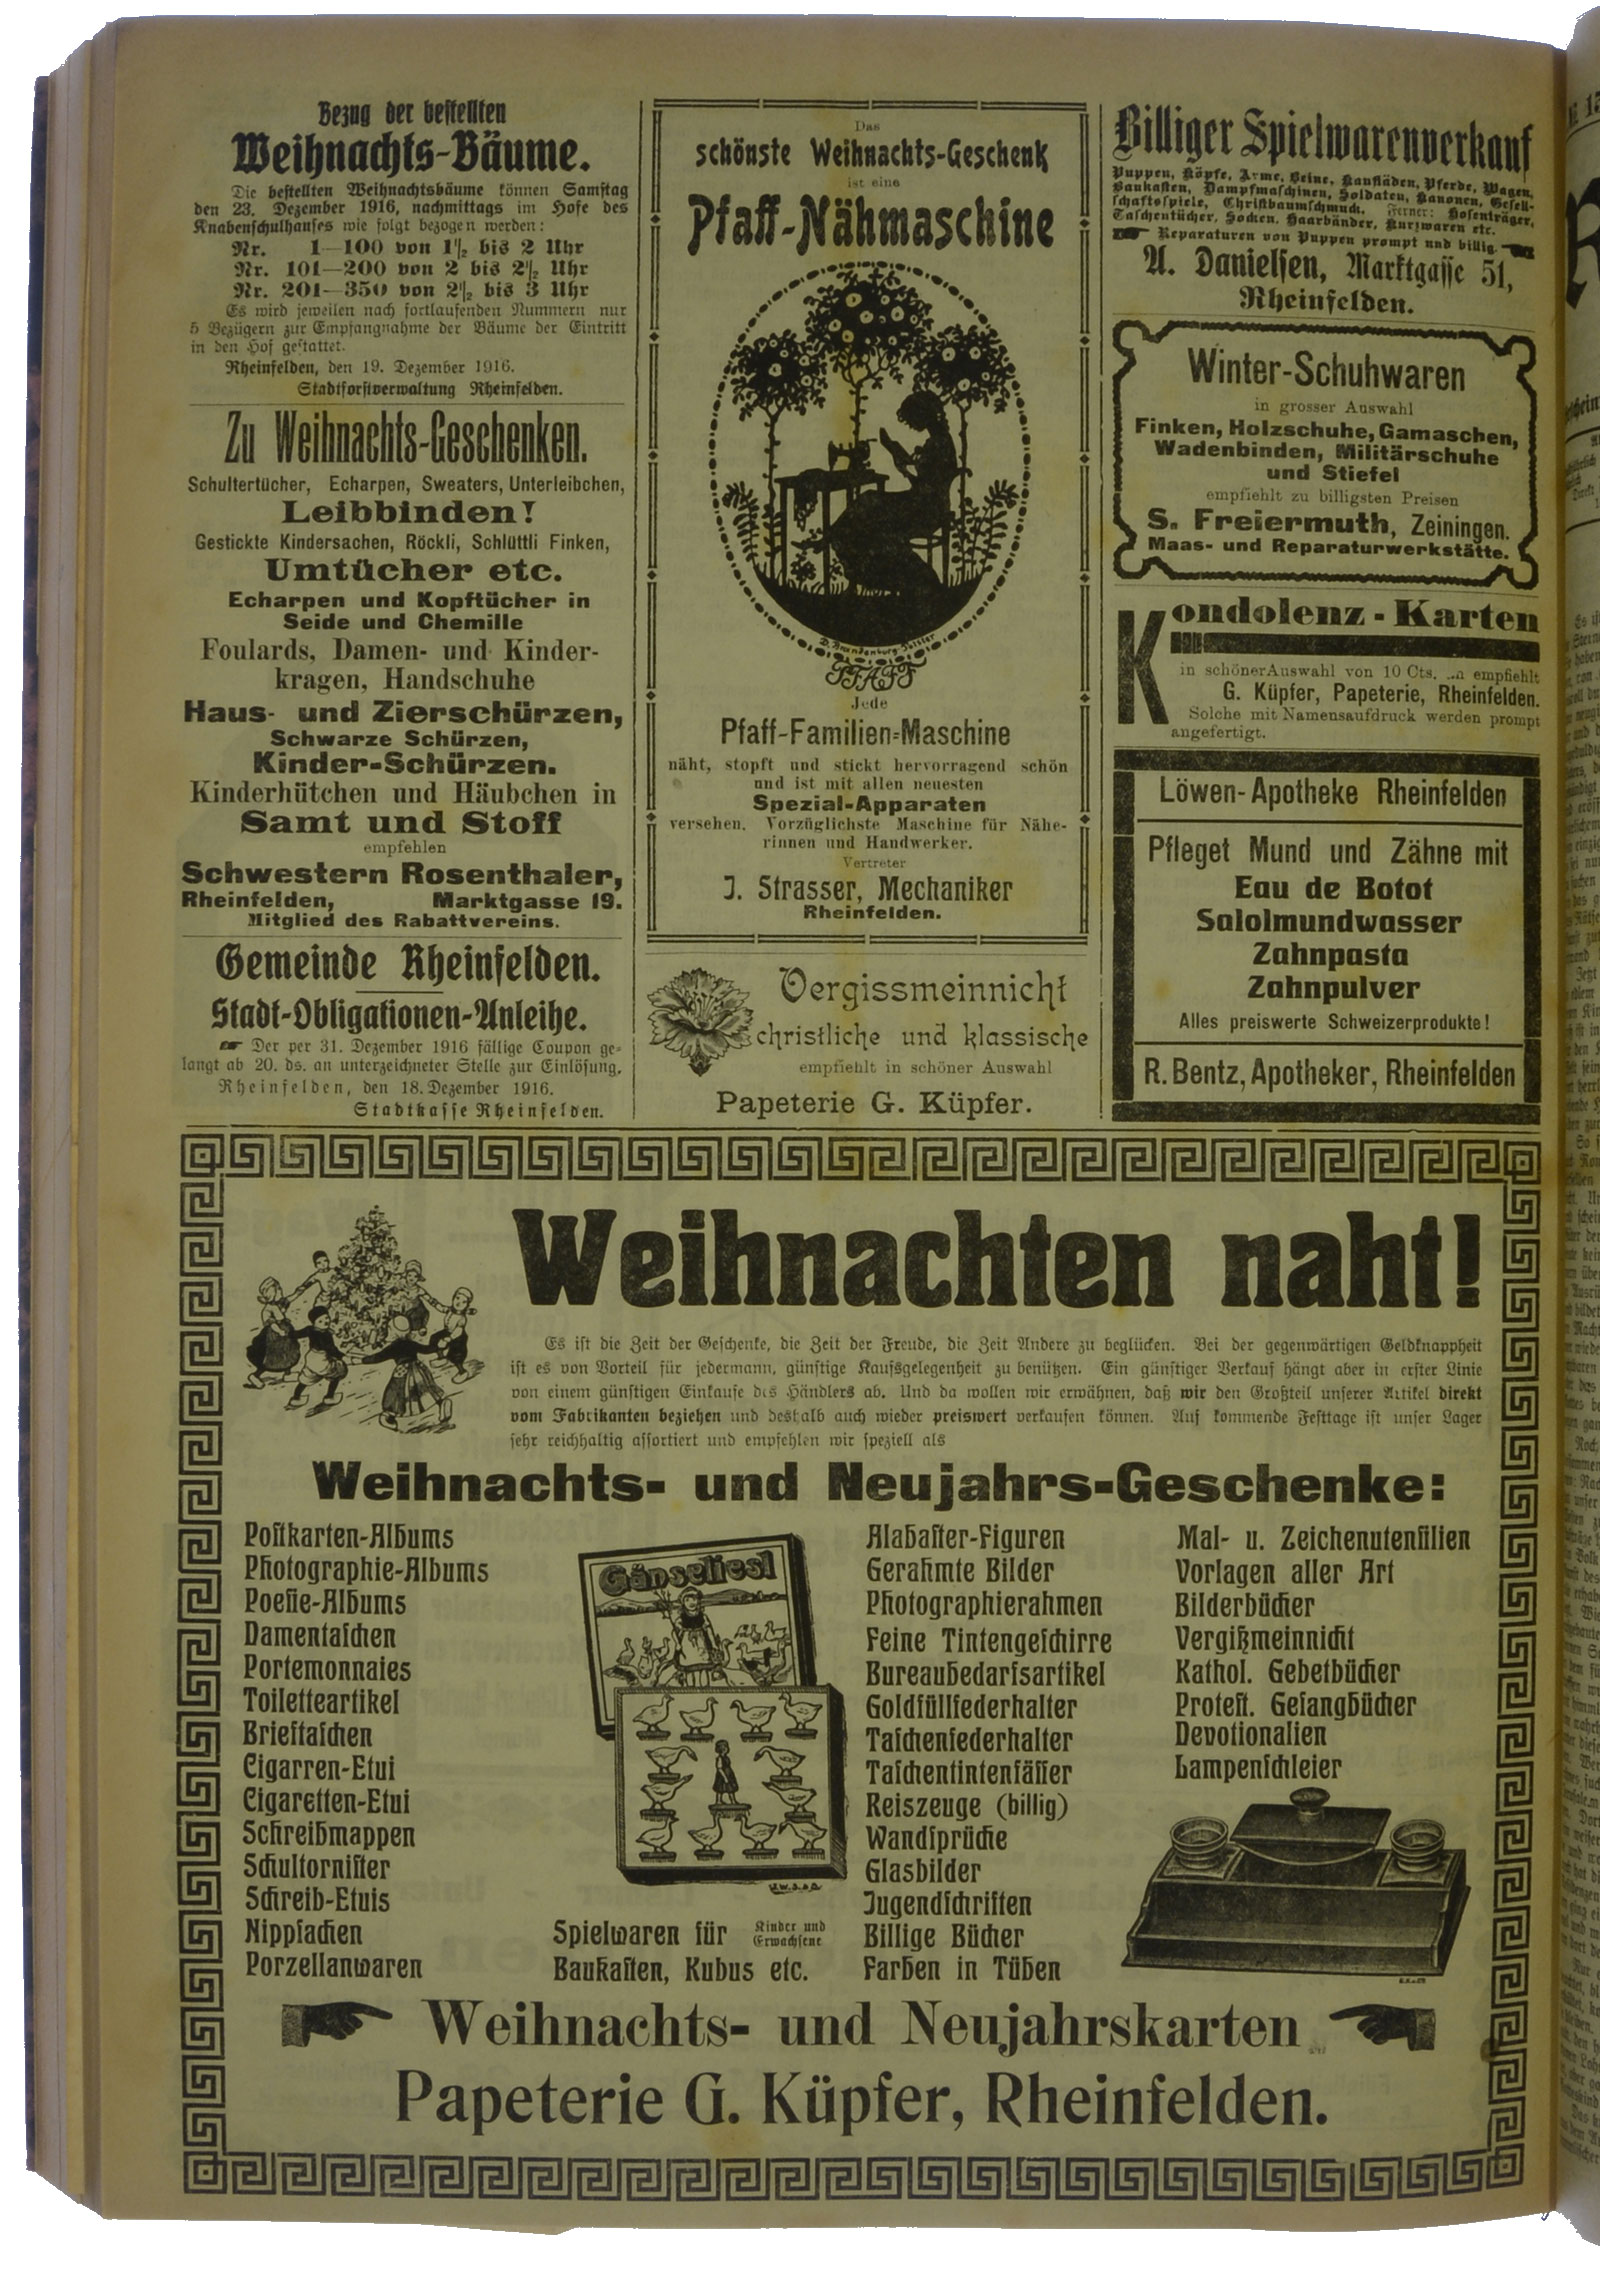 Bezug der bestellten
Weihnachts-Bäume.
Die bestellten Weihnachtsbäume können Samstag
den 23. Dezember 1916, nachmittags im Hofe des
Knabenschulhauses wie folgt bezogen werden:
Nr. 1—100 von 1½ bis 2 Uhr
Nr. 101—200 von 2 bis 2½ Uhr
Nr. 201—350 von 2½ bis 3 Uhr
Es wird jeweilen nach fortlaufenden Nummern nur
5 Bezügern zur Empfangnahme der Bäume der Eintritt
in den Hof gestattet.
Rheinfelden, den 19. Dezember 1916.
Stadtforstverwaltung Rheinfelden.
Zu Weihnachts-Geschenken.
Schultertücher, Echarpen, Sweaters, Unterleibchen,
Leibbinden!
Gestickte Kindersachen, Röckli, Schlüttli Finken,
Umtücher etc.
Echarpen und Kopftücher in
Seide und Chemille
Foulards, Damen- und Kinder-
kragen, Handschuhe
Haus- und Zierschürzen,
Schwarze Schürzen,
Kinder-Schürzen.
Kinderhütchen und Häubchen in
Samt und Stoff
empfehlen
Schwestern Rosenthaler,
Rheinfelden, Marktgasse 19.
Mitglied des Rabattvereins.
Gemeinde Rheinfelden.
Stadt-Obligationen-Anleihe.
☛ Der per 31. Dezember 1916 fällige Coupon ge-
langt ab 20. ds. an unterzeichneter Stelle zur Einlösung.
Rheinfelden, den 18. Dezember 1916.
Stadtkasse Rheinfelden.
Das
schönste Weihnachts-Geschenk
ist eine
Pfaff-Nähmaschine
PFAFF
Jede
Pfaff-Familien-Maschine
näht, stopft und stickt hervorragend schön
und ist mit allen neuesten
Spezial-Apparaten
versehen. Vorzüglichste Maschine für Nähe-
rinnen und Handwerker.
Vertreter
J. Strasser, Mechaniker
Rheinfelden.
Vergissmeinnicht
christliche und klassische
empfiehlt in schöner Auswahl
Papeterie G. Küpfer.
Billiger Spielwarenverkauf
Puppen, Köpfe, Arme, Beine, Kaufläden, Pferde, Wagen,
Baukasten, Dampfmaschinen, Soldaten, Kanonen, Gesell-
schaftsspiele, Christbaumschmuck. Ferner: Hosenträger,
Taschentücher, Socken, Haarbänder, Kurzwaren etc.
Reparaturen von Puppen prompt und billig
A. Danielsen, Marktgasse 51,
Rheinfelden.
Winter-Schuhwaren
in grosser Auswahl
Finken, Holzschuhe, Gamaschen,
Wadenbinden, Militärschuhe
und Stiefel
empfiehlt zu billigsten Preisen
S. Freiermuth, Zeiningen.
Maas- und Reparaturwerkstätte.
Kondolenz-Karten
in schöner Auswahl von 10 Cts. an empfiehlt
G. Küpfer, Papeterie, Rheinfelden.
Solche mit Namensaufdruck werden prompt
angefertigt.
Löwen-Apotheke Rheinfelden
Pfleget Mund und Zähne mit
Eau de Botot
Salolmundwasser
Zahnpasta
Zahnpulver
Alles preiswerte Schweizerprodukte!
R. Bentz, Apotheker, Rheinfelden
Weihnachten naht!
Es ist die Zeit der Geschenke, die Zeit der Freude, die Zeit Andere zu beglücken. Bei der gegenwärtigen Geldknappheit
ist es von Vorteil für jedermann, günstige Kaufsgelegenheit zu benützen. Ein günstiger Verkauf hängt aber in erster Linie
von einem günstigen Einkaufe des Händlers ab. Und da wollen wir erwähnen, daß wir den Großteil unserer Artikel direkt
vom Fabrikanten beziehen und deshalb auch wieder preiswert verkaufen können. Auf kommende Festtage ist unser Lager
sehr reichhaltig assortiert und empfehlen wir speziell als
Weihnachts- und Neujahrs-Geschenke:
Postkarten-Albums
Photographie-Albums
Poesie-Albums
Damentaschen
Portemonnaies
Toiletteartikel
Brieftaschen
Cigarren-Etui
Cigaretten-Etui
Schreibmappen
Schultornister
Schreib-Etuis
Nippsachen
Porzellanwaren
Gänseliesl
Spielwaren für Kinder und Erwachsene
Baukasten, Kubus etc.
Alabaster-Figuren
Gerahmte Bilder
Photographierahmen
Feine Tintengeschirre
Bureaubedarfsartikel
Goldfüllfederhalter
Taschenfederhalter
Taschentintenfässer
Reiszeuge (billig)
Wandsprüche
Glasbilder
Jugendschriften
Billige Bücher
Farben in Tüben
Mal- u. Zeichenutensilien
Vorlagen aller Art
Bilderbücher
Vergißmeinnicht
Kathol. Gebetbücher
Protest. Gesangbücher
Devotionalien
Lampenschleier
Weihnachts- und Neujahrskarten
Papeterie G. Küpfer, Rheinfelden.